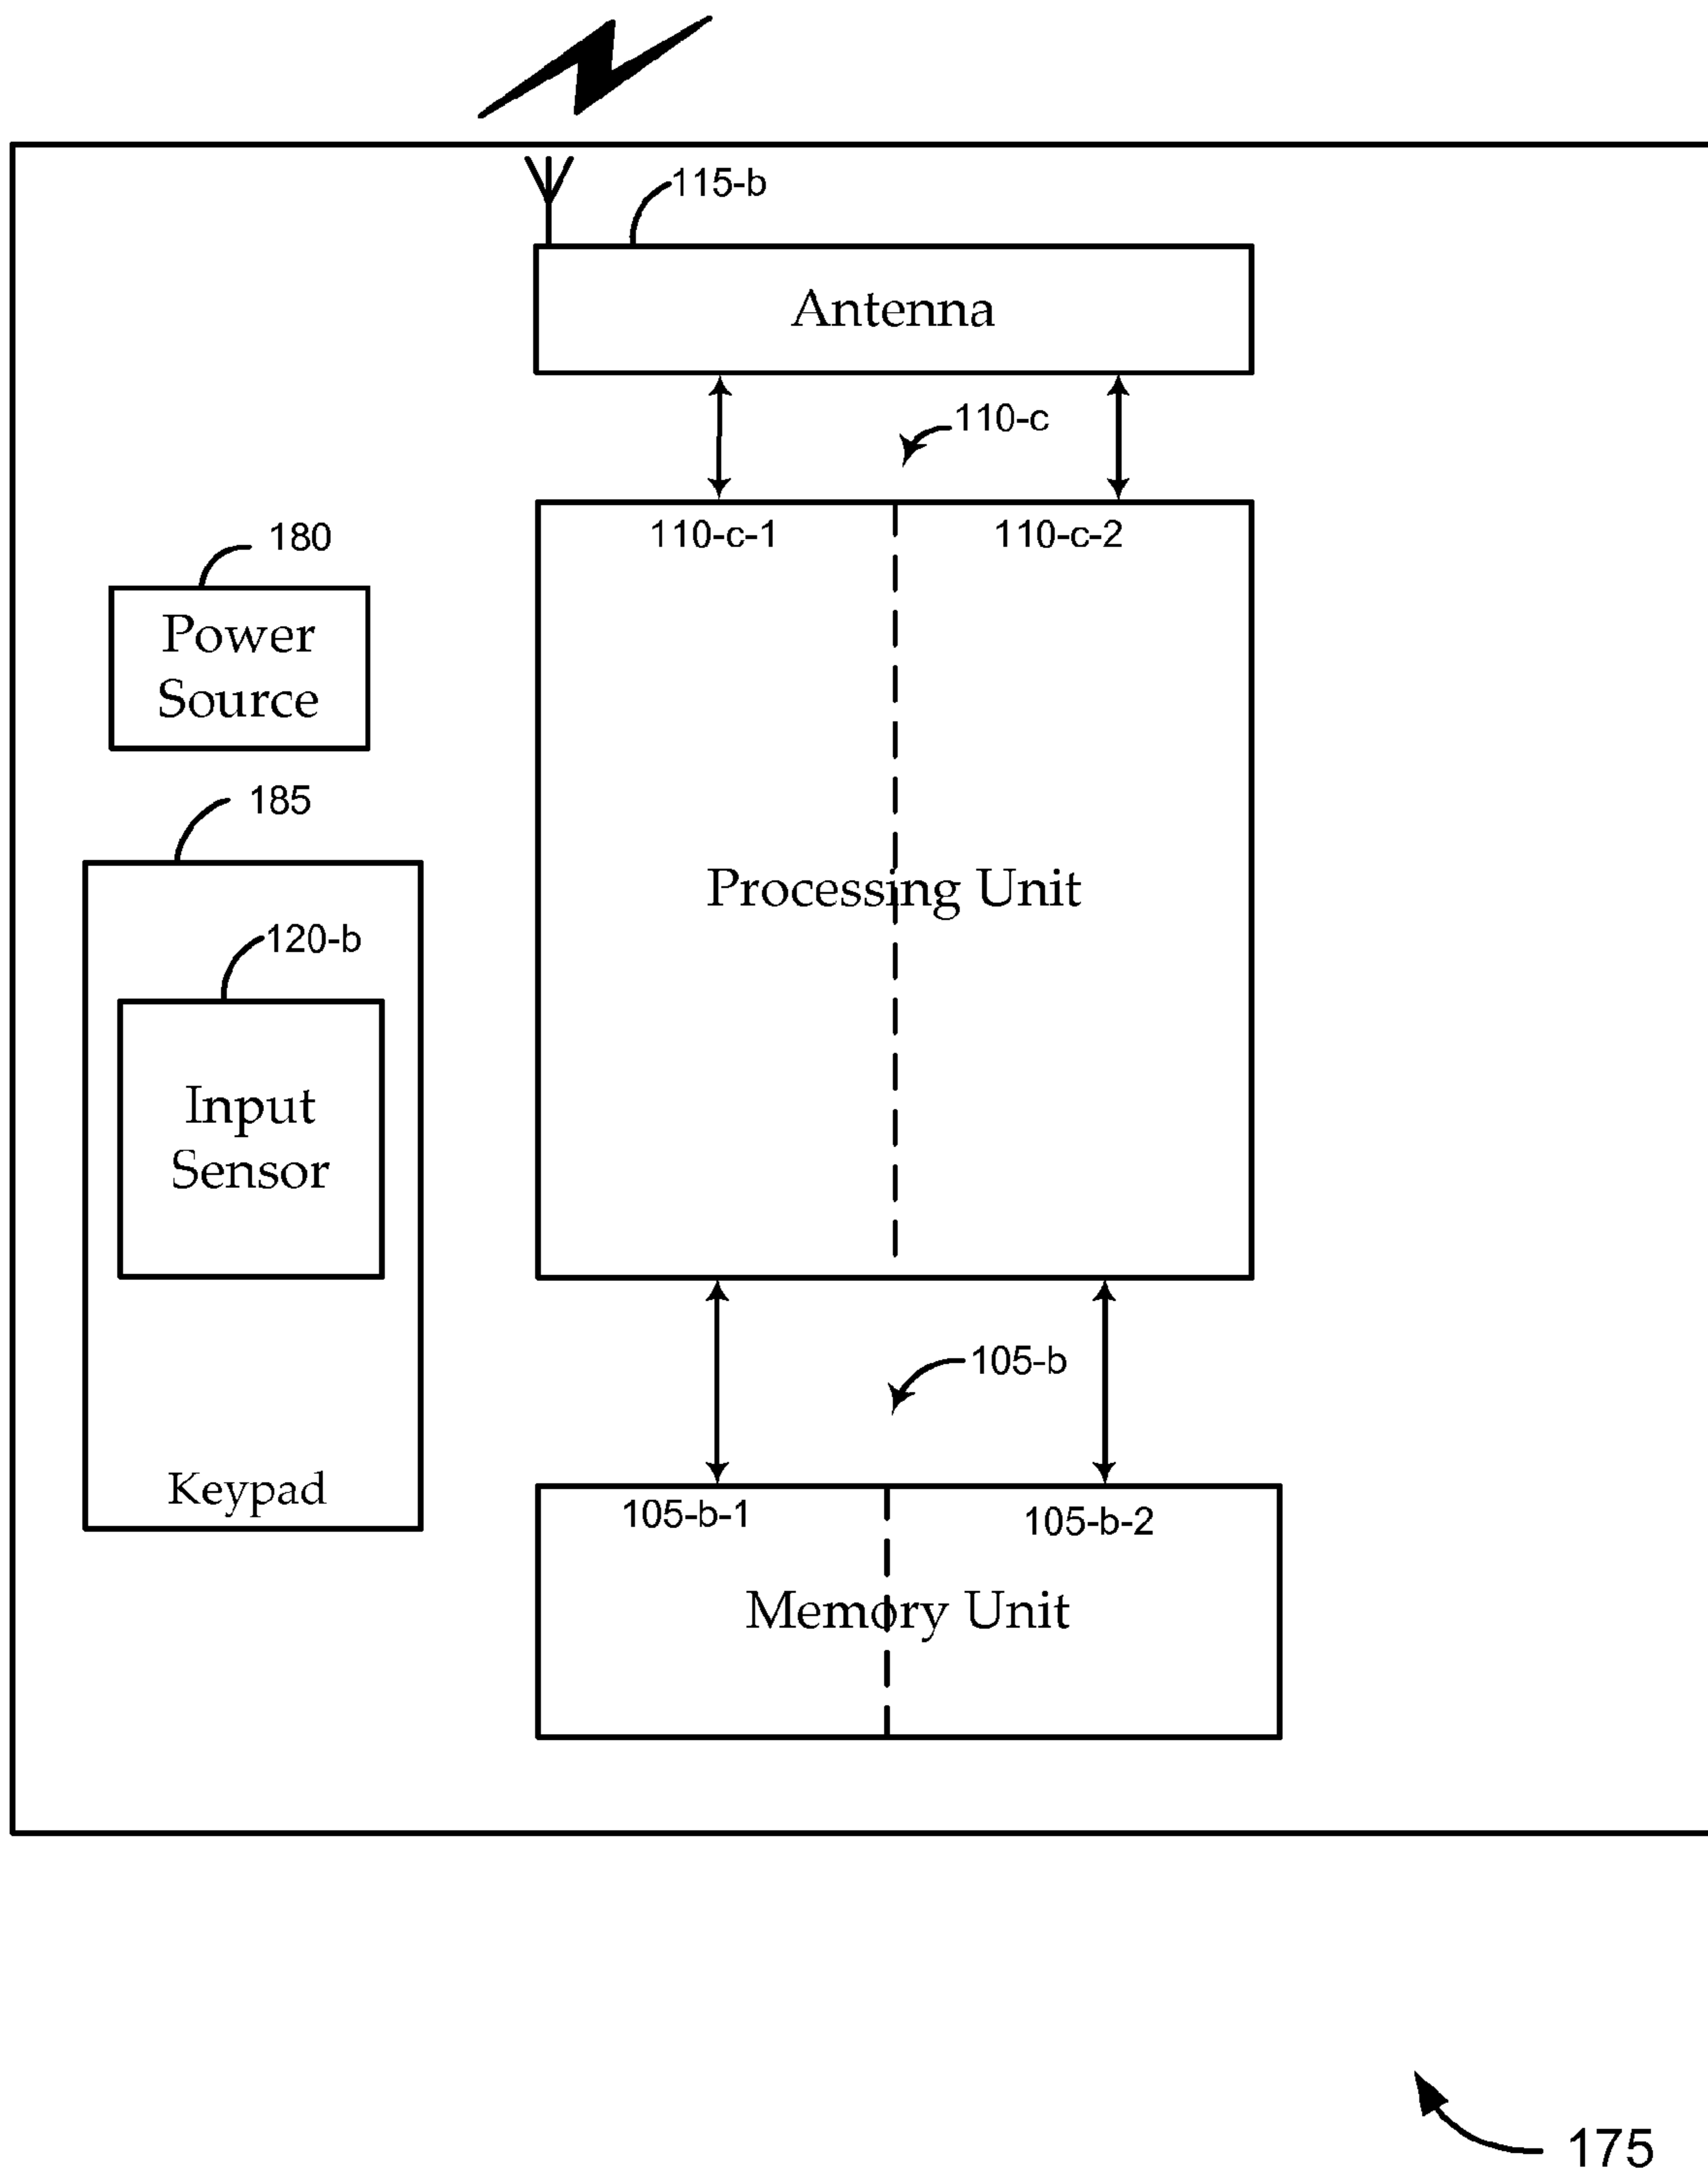 115-b
Antenna
110-c
110-c-1
110-c-2
180
Power
Source
185
120-b
Input
Sensor
Keypad
Processing Unit
105-b
105-b-1
105-b-2
Memory Unit
175